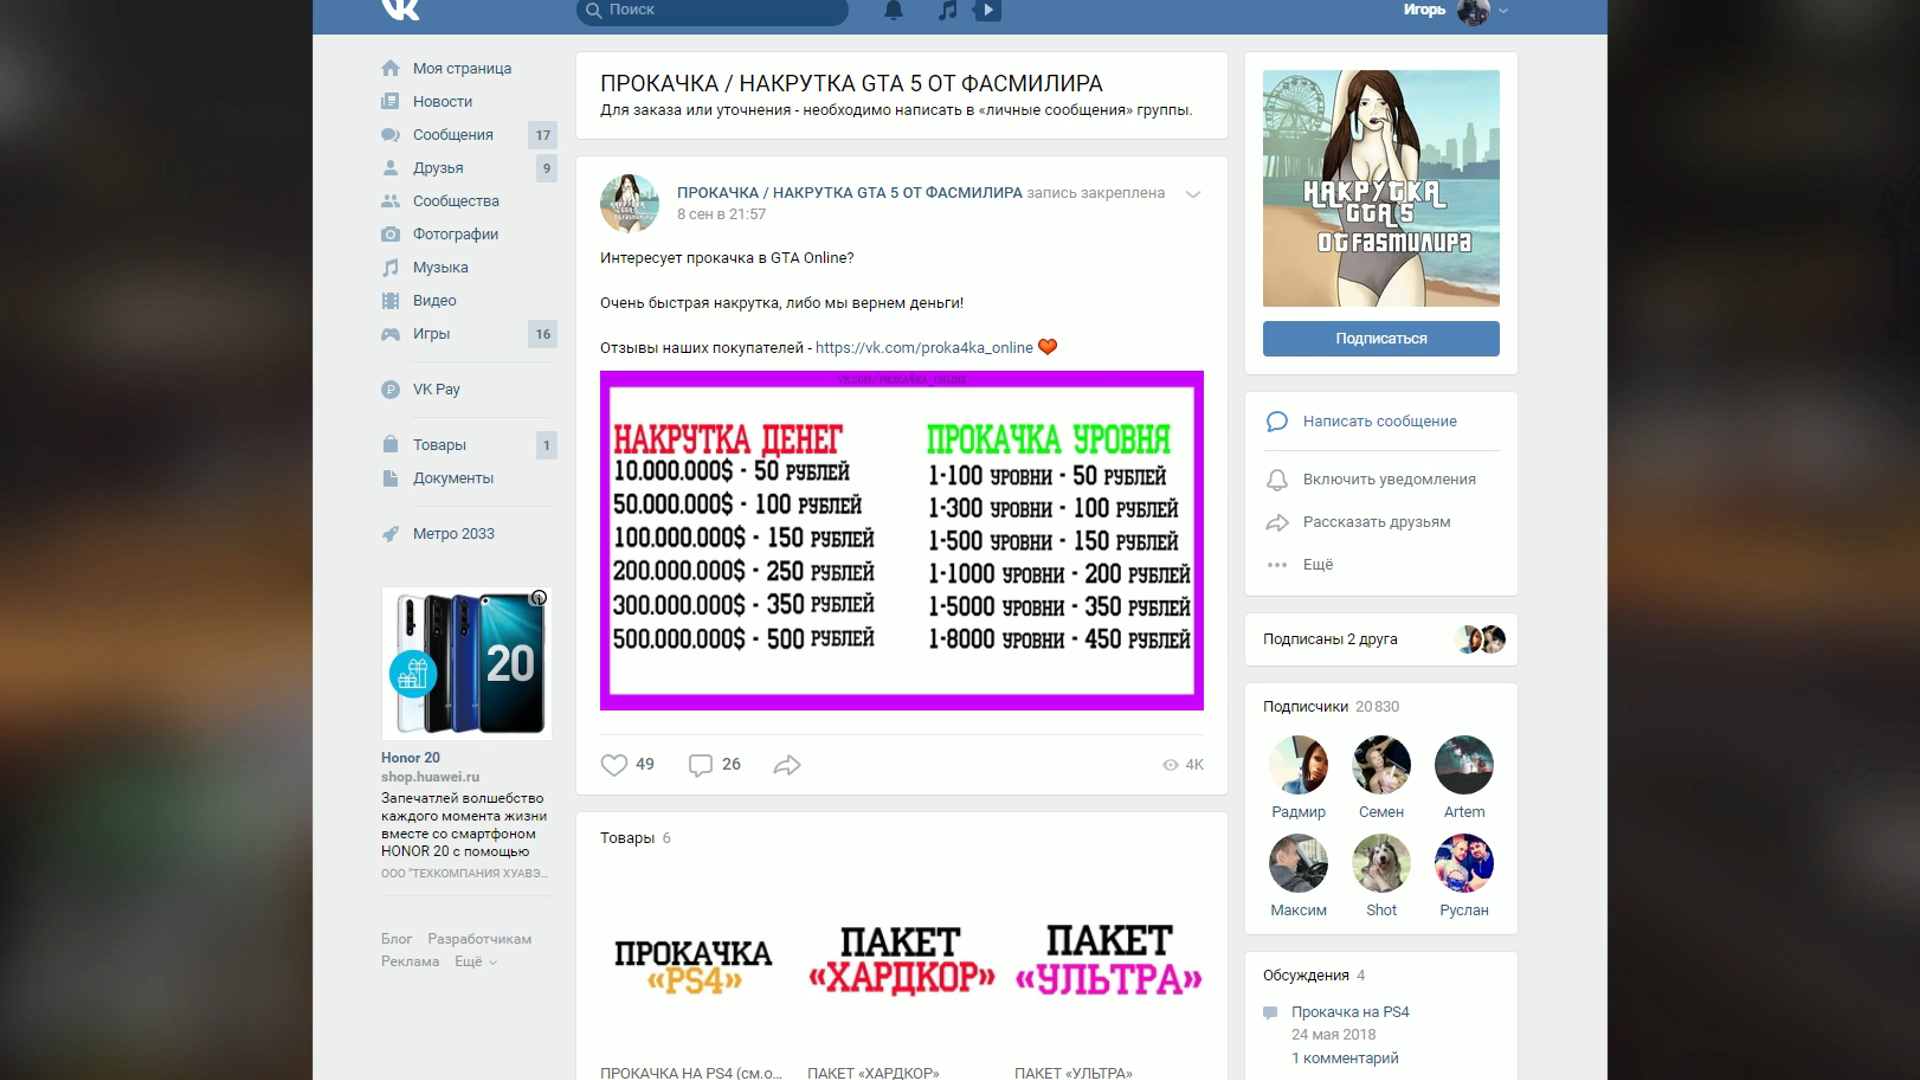 Поиск
Игорь
Моя страница
Новости
Сообщения 17
Друзья 9
Сообщества
Фотографии
Музыка
Видео
Игры 16
VK Pay
Товары 1
Документы
Метро 2033
20
Honor 20
shop.huawei.ru
Запечатлей волшебство
каждого момента жизни
вместе со смартфоном
HONOR 20 с помощью
ООО "ТЕХКОМПАНИЯ ХУАВЭ...
Блог Разработчикам
Реклама Ещё
ПРОКАЧКА / НАКРУТКА GTA 5 ОТ ФАСМИЛИРА
Для заказа или уточнения - необходимо написать в «личные сообщения» группы.
ПРОКАЧКА / НАКРУТКА GTA 5 ОТ ФАСМИЛИРА запись закреплена
8 сен в 21:57
Интересует прокачка в GTA Online?
Очень быстрая накрутка, либо мы вернем деньги!
Отзывы наших покупателей - https://vk.com/proka4ka_online
VK.COM/PROKA4KA_ONLINE
НАКРУТКА ДЕНЕГ
10.000.000$ - 50 РУБЛЕЙ
50.000.000$ - 100 РУБЛЕЙ
100.000.000$ - 150 РУБЛЕЙ
200.000.000$ - 250 РУБЛЕЙ
300.000.000$ - 350 РУБЛЕЙ
500.000.000$ - 500 РУБЛЕЙ
ПРОКАЧКА УРОВНЯ
1-100 УРОВНИ - 50 РУБЛЕЙ
1-300 УРОВНИ - 100 РУБЛЕЙ
1-500 УРОВНИ - 150 РУБЛЕЙ
1-1000 УРОВНИ - 200 РУБЛЕЙ
1-5000 УРОВНИ - 350 РУБЛЕЙ
1-8000 УРОВНИ - 450 РУБЛЕЙ
49 26 4K
Товары 6
ПРОКАЧКА
«PS4»
ПАКЕТ
«ХАРДКОР»
ПАКЕТ
«УЛЬТРА»
ПРОКАЧКА НА PS4 (см.о... ПАКЕТ «ХАРДКОР» ПАКЕТ «УЛЬТРА»
НАКРУТКА
GTA 5
ОТ FASМИЛИРА
Подписаться
Написать сообщение
Включить уведомления
Рассказать друзьям
Ещё
Подписаны 2 друга
Подписчики 20 830
Радмир Семен Artem
Максим Shot Руслан
Обсуждения 4
Прокачка на PS4
24 мая 2018
1 комментарий